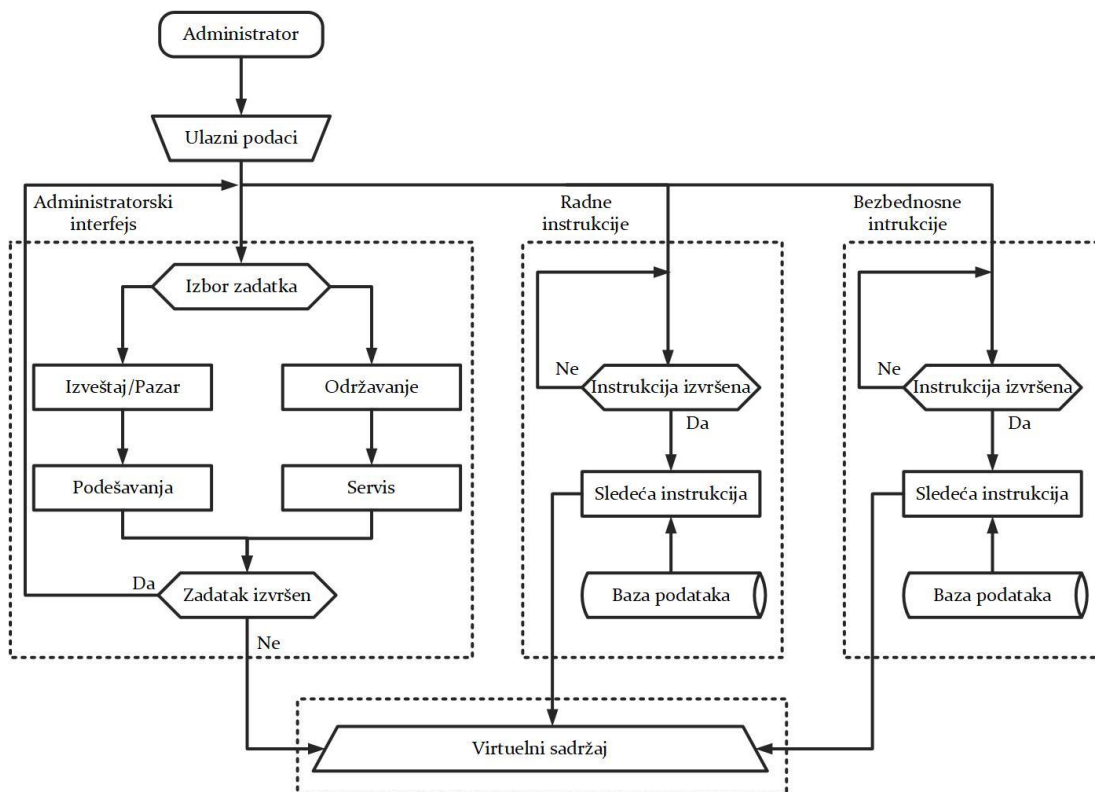 Administrator
Ulazni podaci
Administratorski
interfejs
Radne
instrukcije
Bezbednosne
intrukcije
Izbor zadatka
Izveštaj/Pazar
Održavanje
Ne
Instrukcija izvršena
Ne
Instrukcija izvršena
Da
Da
Podešavanja
Servis
Sledeća instrukcija
Sledeća instrukcija
Da
Zadatak izvršen
Baza podataka
Baza podataka
Ne
Virtuelni sadržaj